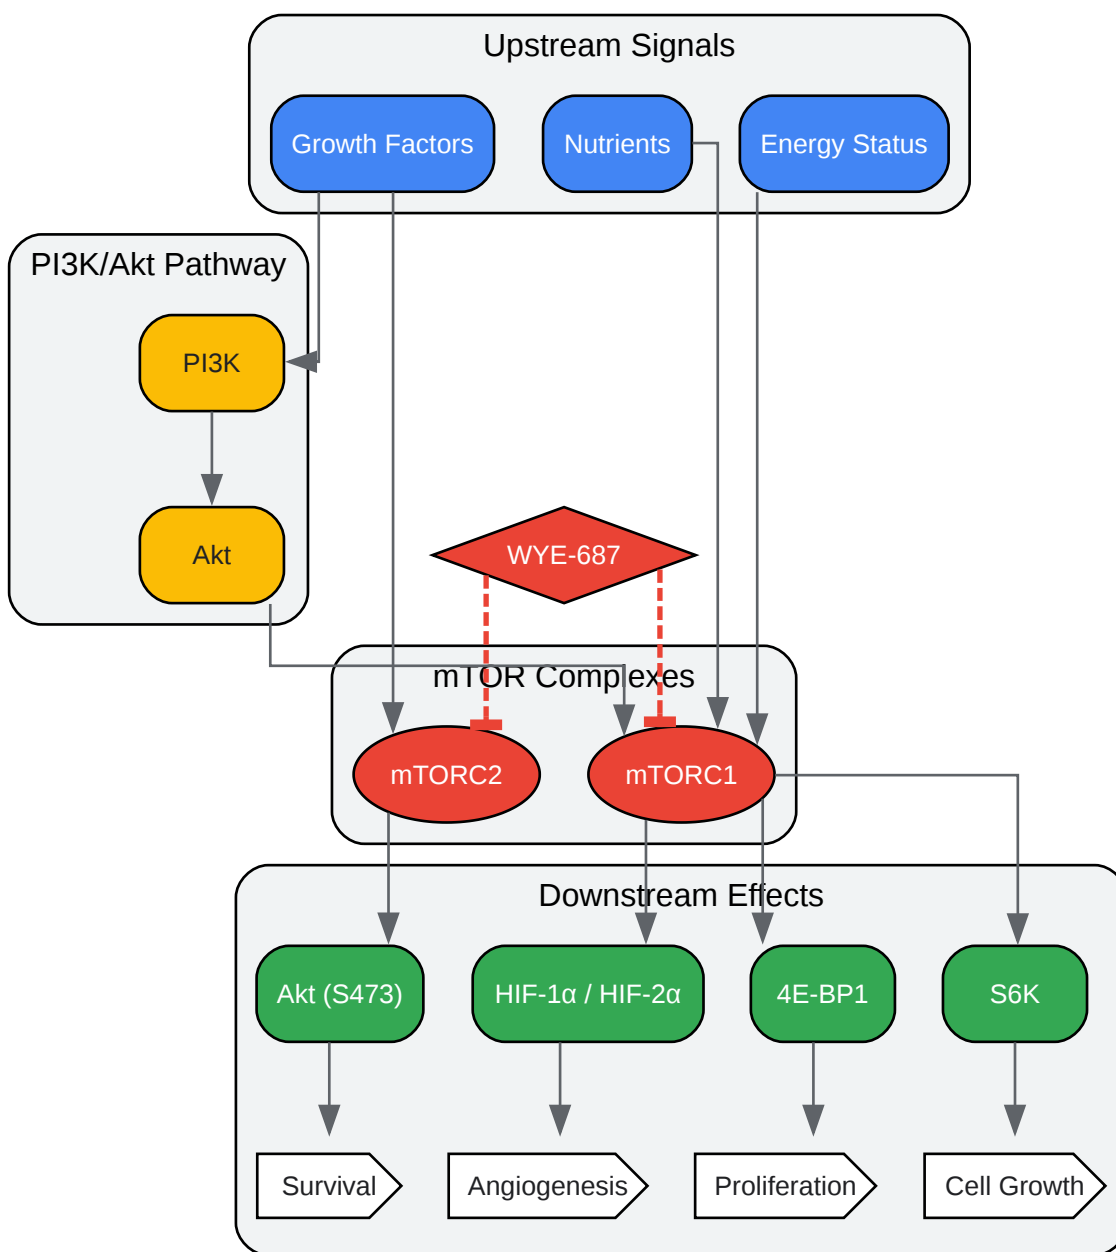 Upstream Signals
Growth Factors
Nutrients
Energy Status
PI3K/Akt Pathway
PI3K
Akt
WYE-687
mTOR Complexes
mTORC2
mTORC1
Downstream Effects
Akt (S473)
HIF-1α / HIF-2α
4E-BP1
S6K
Survival
Angiogenesis
Proliferation
Cell Growth